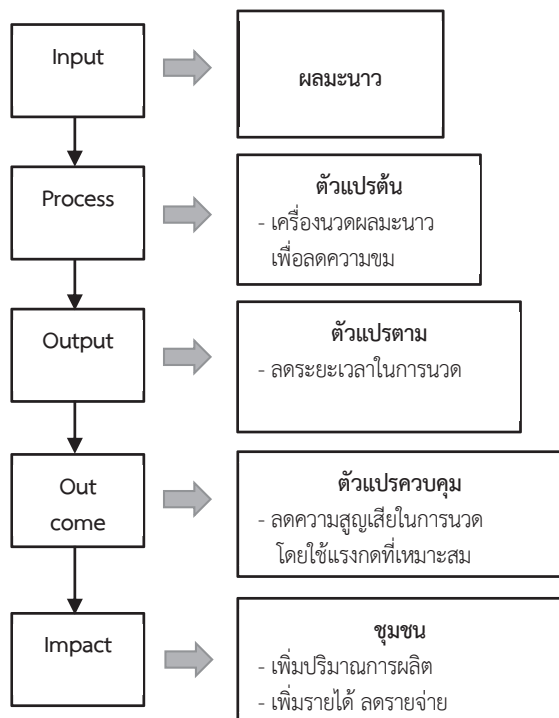 Input
ผลมะนาว
Process
ตัวแปรต้น
- เครื่องนวดผลมะนาว
เพื่อลดความขม
Output
ตัวแปรตาม
- ลดระยะเวลาในการนวด
Out
come
ตัวแปรควบคุม
- ลดความสูญเสียในการนวด
โดยใช้แรงกดที่เหมาะสม
Impact
ชุมชน
- เพิ่มปริมาณการผลิต
- เพิ่มรายได้ ลดรายจ่าย